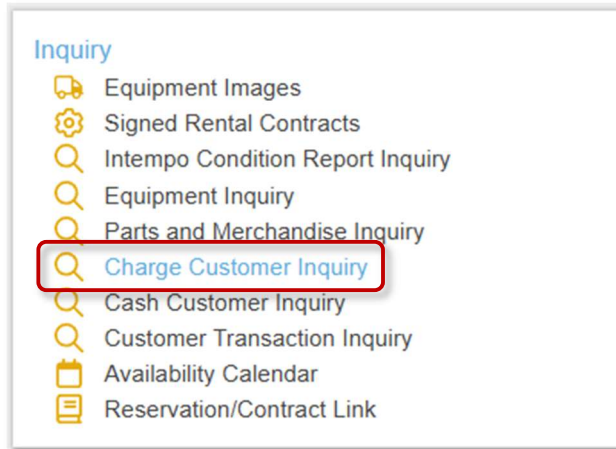 Inquiry
Equipment Images
Signed Rental Contracts
Intempo Condition Report Inquiry
Equipment Inquiry
Parts and Merchandise Inquiry
Charge Customer Inquiry
Cash Customer Inquiry
Customer Transaction Inquiry
Availability Calendar
Reservation/Contract Link